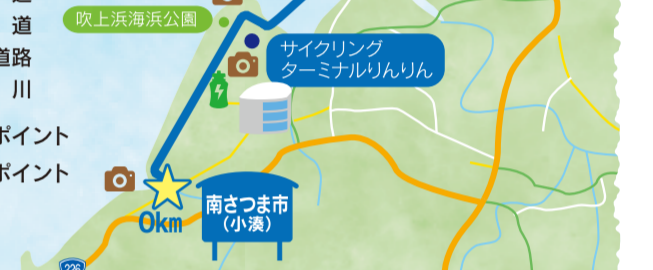 道
吹上浜海浜公園
道路
サイクリング
ターミナルりんりん
川
ポイント
ポイント
0km
南さつま市
(小湊)
226